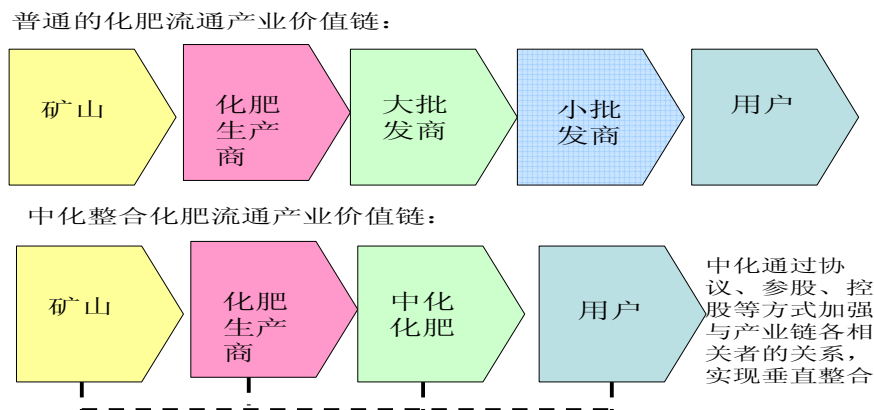 普通的化肥流通产业价值链：
矿山
化肥
生产
商
大批
发商
小批
发商
用户
中化整合化肥流通产业价值链：
矿山
化肥
生产
商
中化
化肥
用户
中化通过协
议、参股、控
股等方式加强
与产业链各相
关者的关系，
实现垂直整合